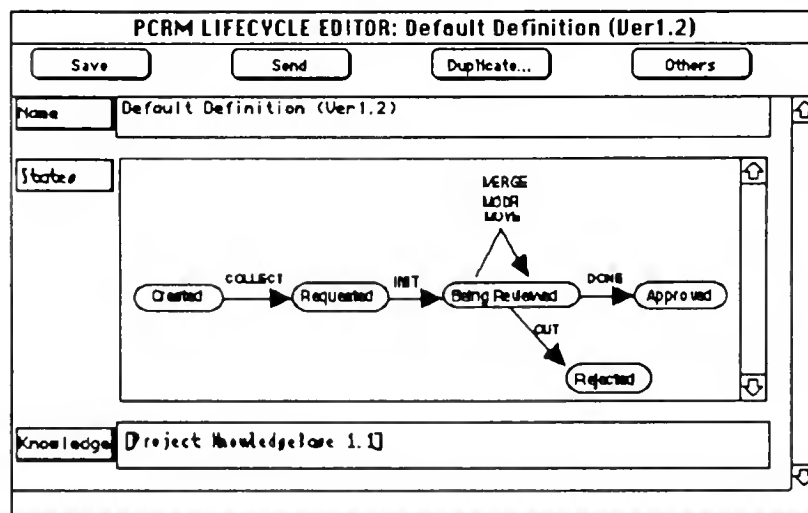 PCRM LIFECYCLE EDITOR: Default Definition (Ver1.2)
Save Send Duplicate... Others
Name Default Definition (Ver1.2)
States
MERGE
MODR
MOVE
COLLECT INIT DONE
Created Requested Being Reviewed Approved
OUT
Rejected
Knowledge [Project Knowledgebase 1.1]